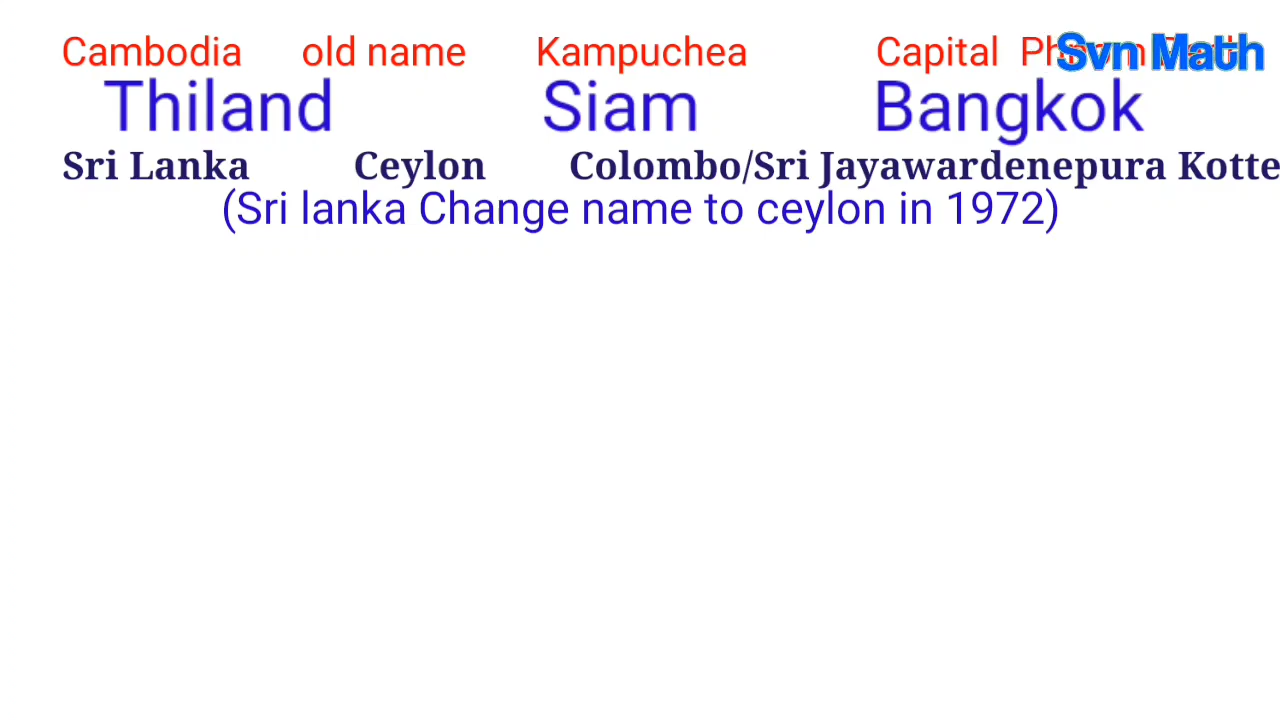 Cambodia old name Kampuchea Capital
Svn Math
Thiland Siam Bangkok
Sri Lanka Ceylon Colombo/Sri Jayawardenepura Kotte
(Sri lanka Change name to ceylon in 1972)